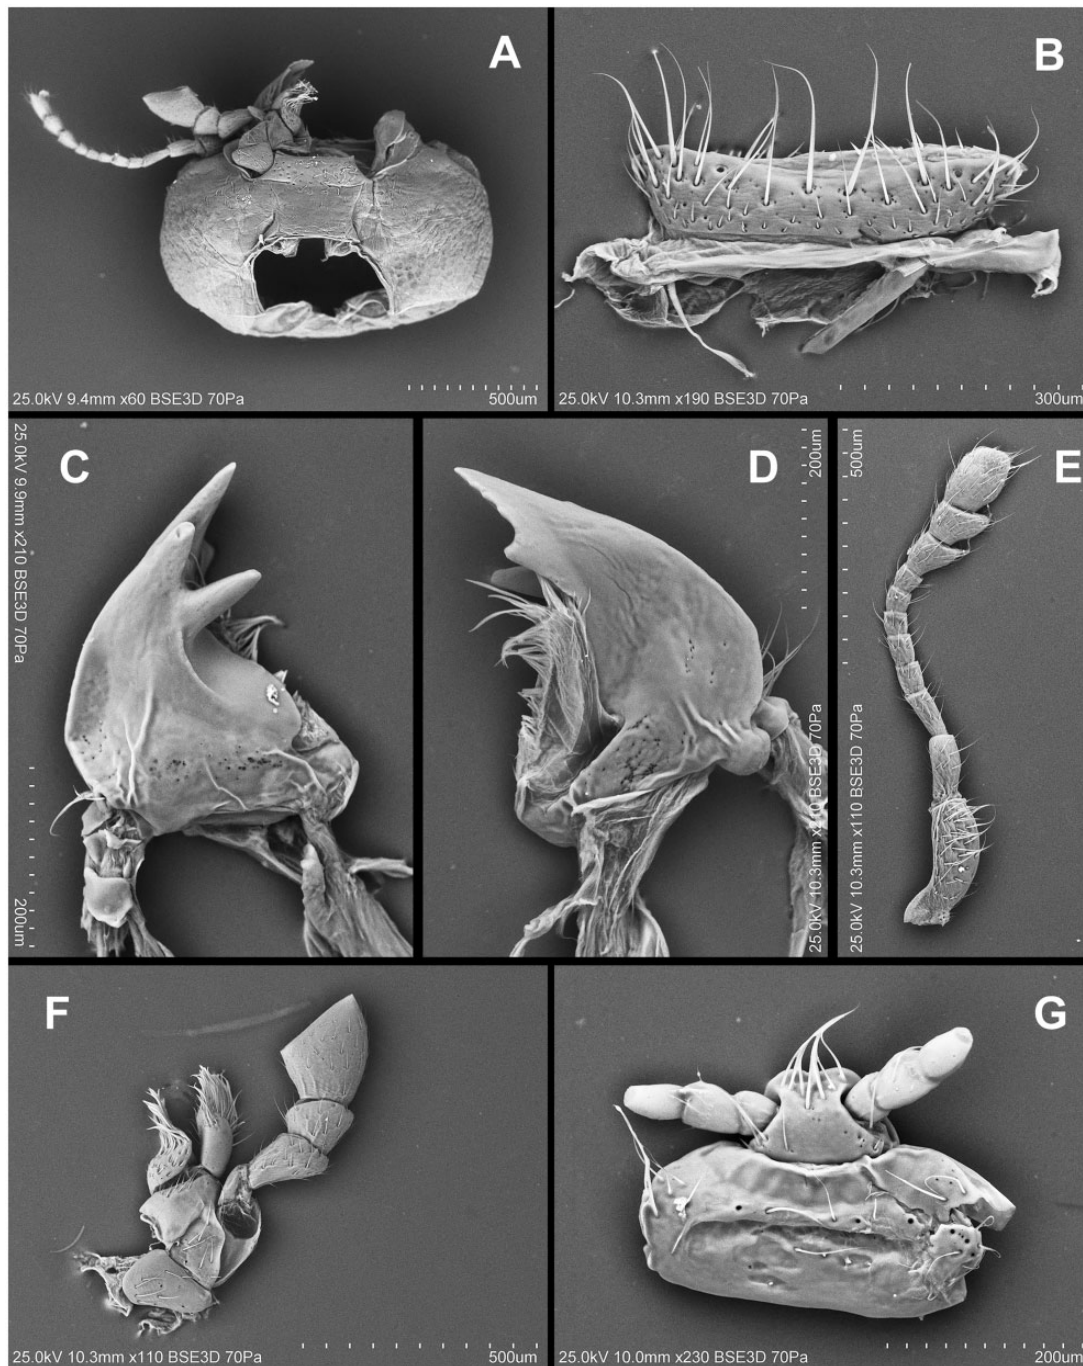 A
25.0kV 9.4mm x60 BSE3D 70Pa
500um
B
25.0kV 10.3mm x190 BSE3D 70Pa
300um
C
25.0kV 9.9mm x210 BSE3D 70Pa
200um
D
200um
25.0kV 10.3mm x210 BSE3D 70Pa
E
500um
25.0kV 10.3mm x110 BSE3D 70Pa
F
25.0kV 10.3mm x110 BSE3D 70Pa
500um
G
25.0kV 10.0mm x230 BSE3D 70Pa
200um